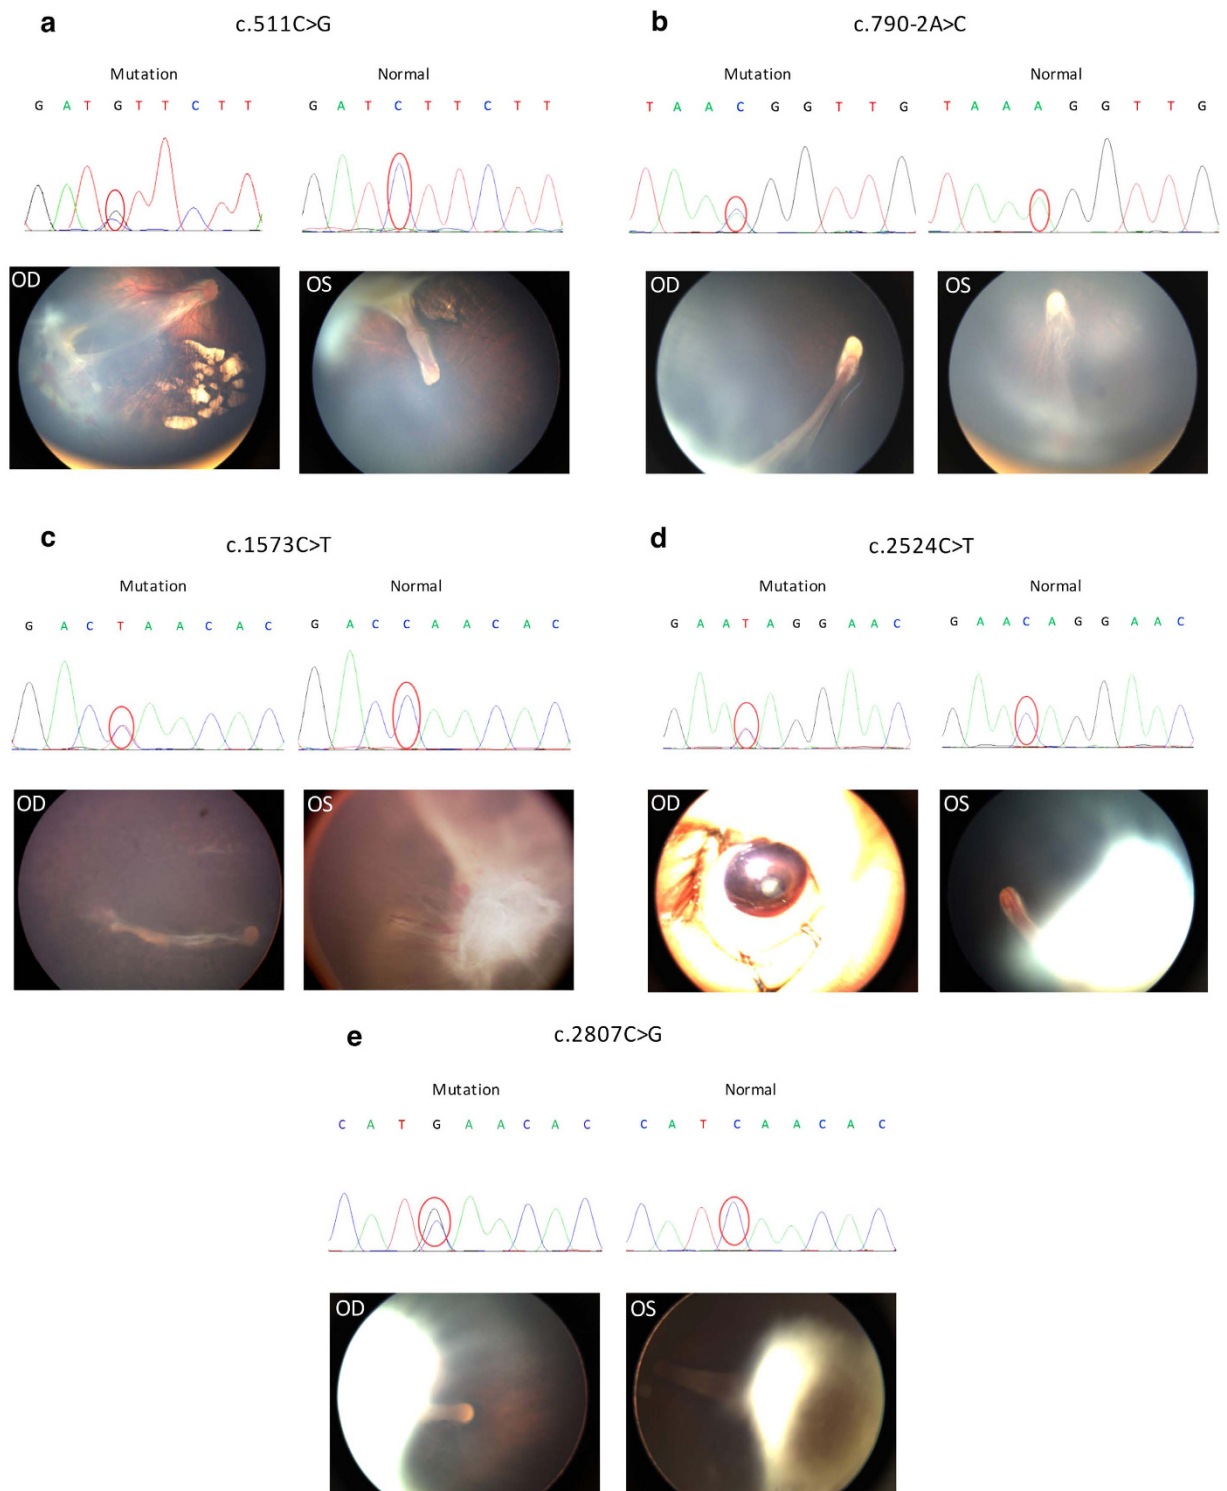 a
c.511C>G
Mutation
Normal
G A T G T T C T T
G A T C T T C T T
OD
OS
b
c.790-2A>C
Mutation
Normal
T A A C G G T T G
T A A A G G T T G
OD
OS
c
c.1573C>T
Mutation
Normal
G A C T A A C A C
G A C C A A C A C
OD
OS
d
c.2524C>T
Mutation
Normal
G A A T A G G A A C
G A A C A G G A A C
OD
OS
e
c.2807C>G
Mutation
Normal
C A T G A A C A C
C A T C A A C A C
OD
OS